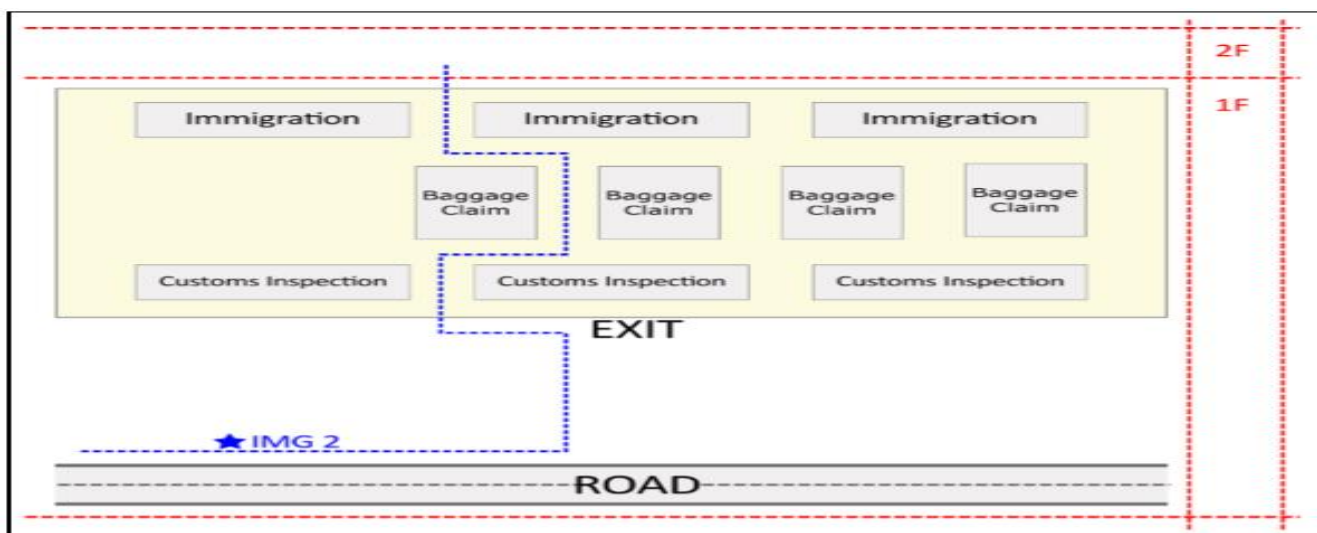 2F
1F
Immigration
Immigration
Immigration
Baggage
Claim
Baggage
Claim
Baggage
Claim
Baggage
Claim
Customs Inspection
Customs Inspection
Customs Inspection
EXIT
IMG 2
ROAD